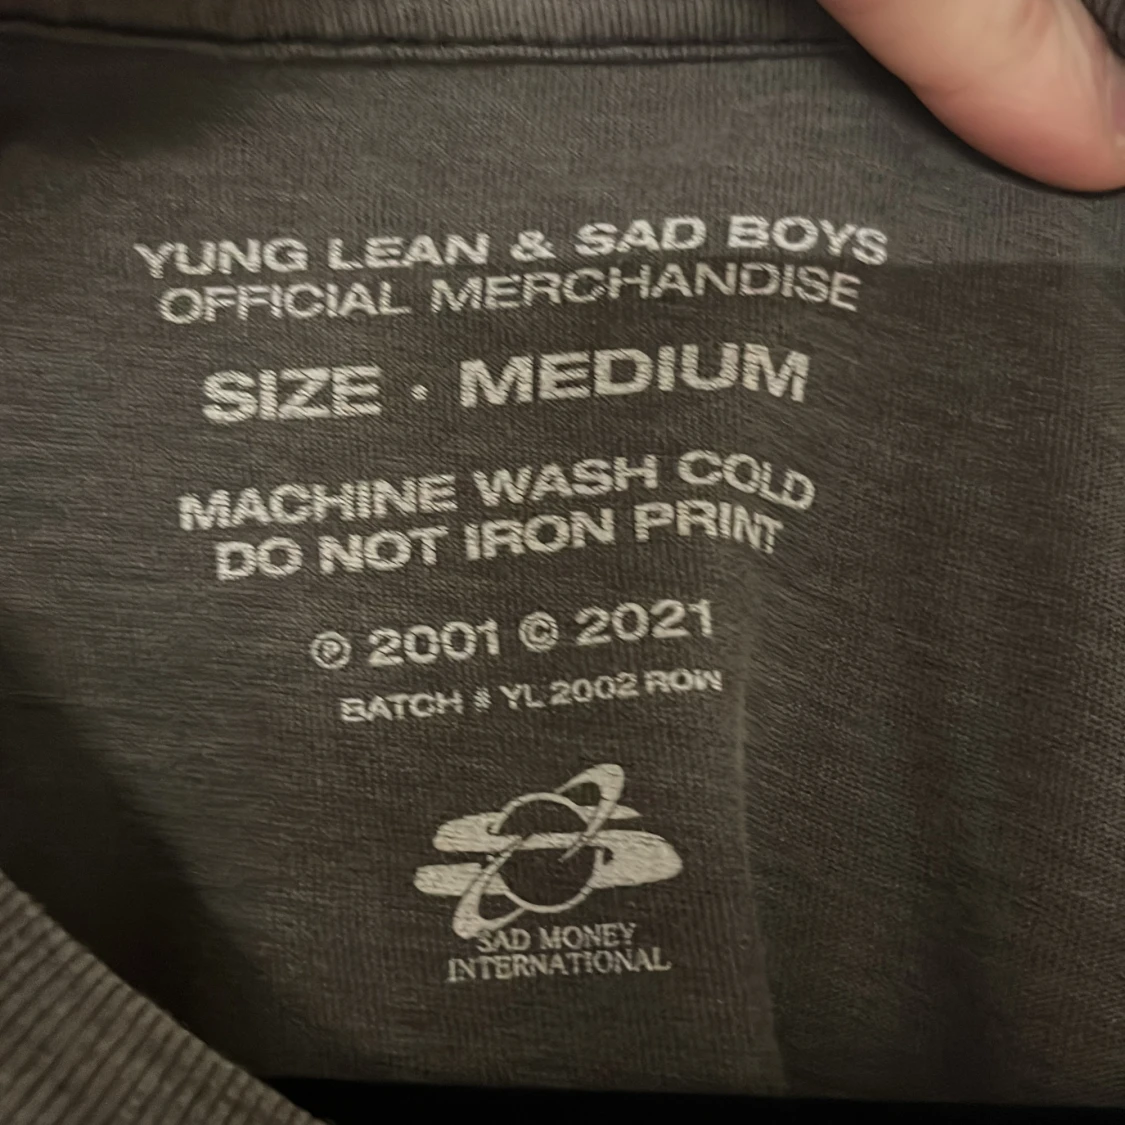 YUNG LEAN & SAD BOYS
OFFICIAL MERCHANDISE
SIZE · MEDIUM
MACHINE WASH COLD
DO NOT IRON PRINT
℗ 2001 © 2021
BATCH # YL 2002 ROW
SAD MONEY
INTERNATIONAL